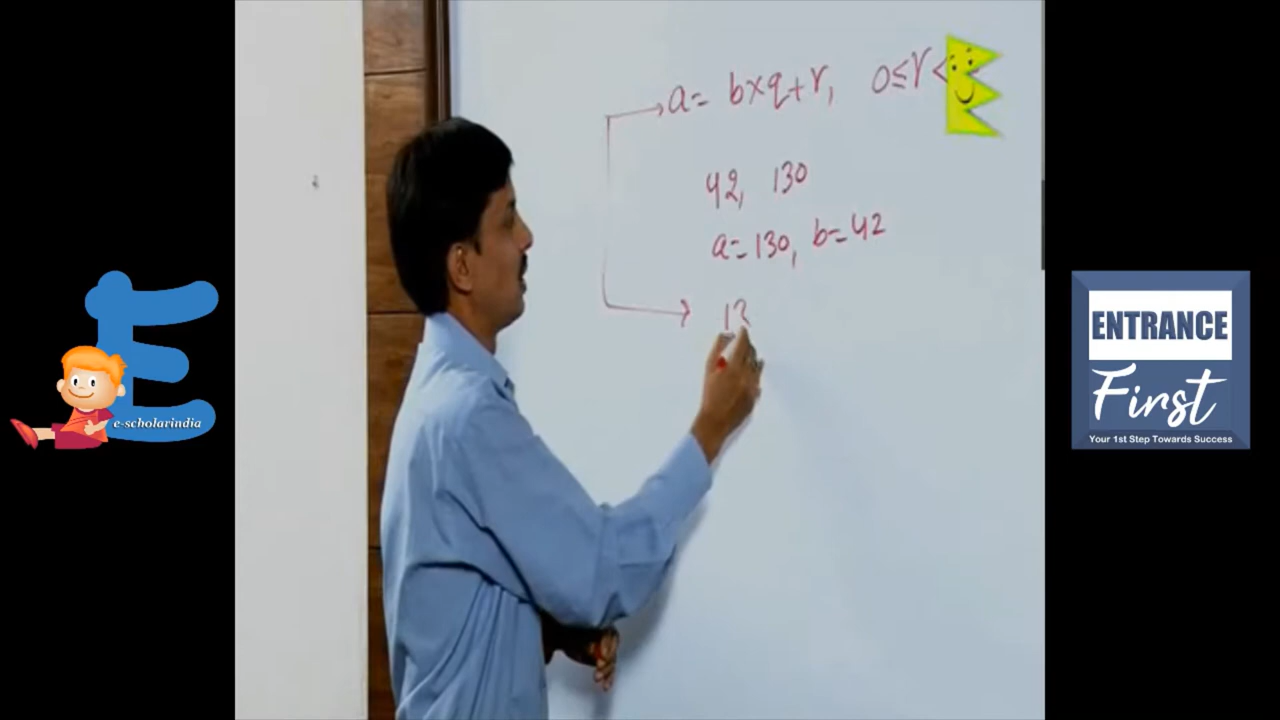 a = b×q+r, 0≤r<
42, 130
a=130, b=42
13
e-scholarindia
ENTRANCE
First
Your 1st Step Towards Success